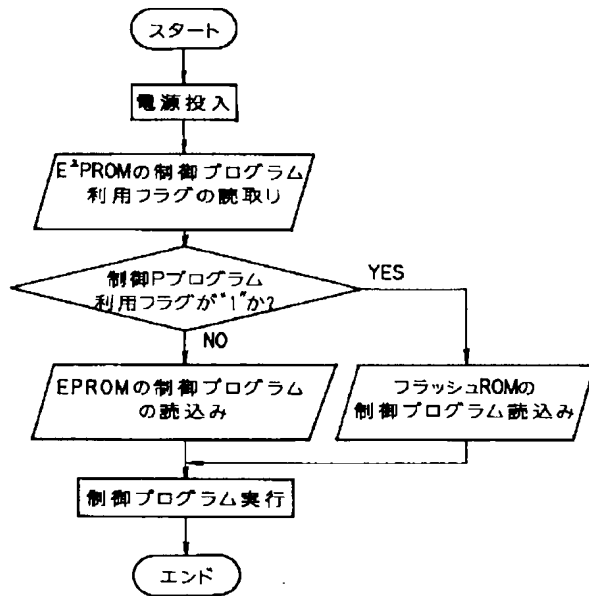 スタート
電源投入
E²PROMの制御プログラム
利用フラグの読取り
制御Pプログラム
利用フラグが"1"か?
YES
NO
EPROMの制御プログラム
の読込み
フラッシュROMの
制御プログラム読込み
制御プログラム実行
エンド